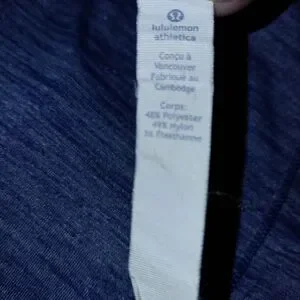 lululemon
athletica
Conçu à
Vancouver
Fabriqué au
Cambodge
Corps:
48% Polyester
49% Nylon
3% Élasthanne